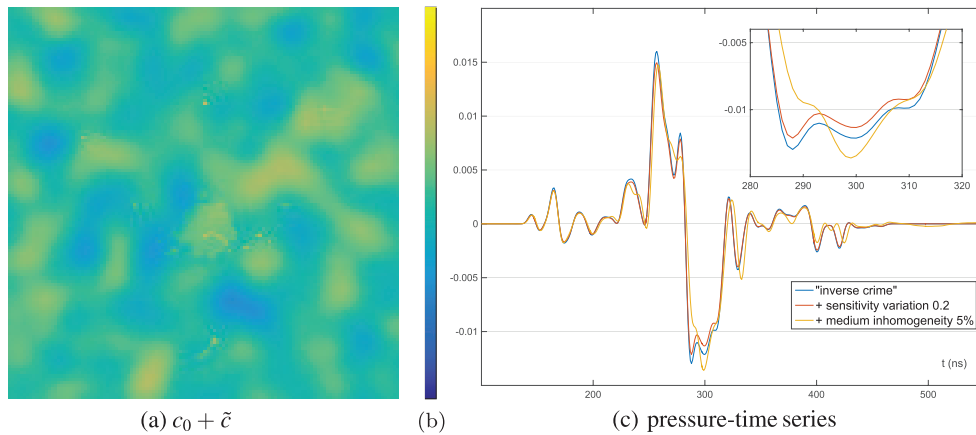 0.015
0.01
0.005
0
-0.005
-0.01
100
200
300
400
500
-0.005
-0.01
280
290
300
310
320
"inverse crime"
+ sensitivity variation 0.2
+ medium inhomogeneity 5%
t (ns)
(a) c₀ + c̃
(b)
(c) pressure-time series